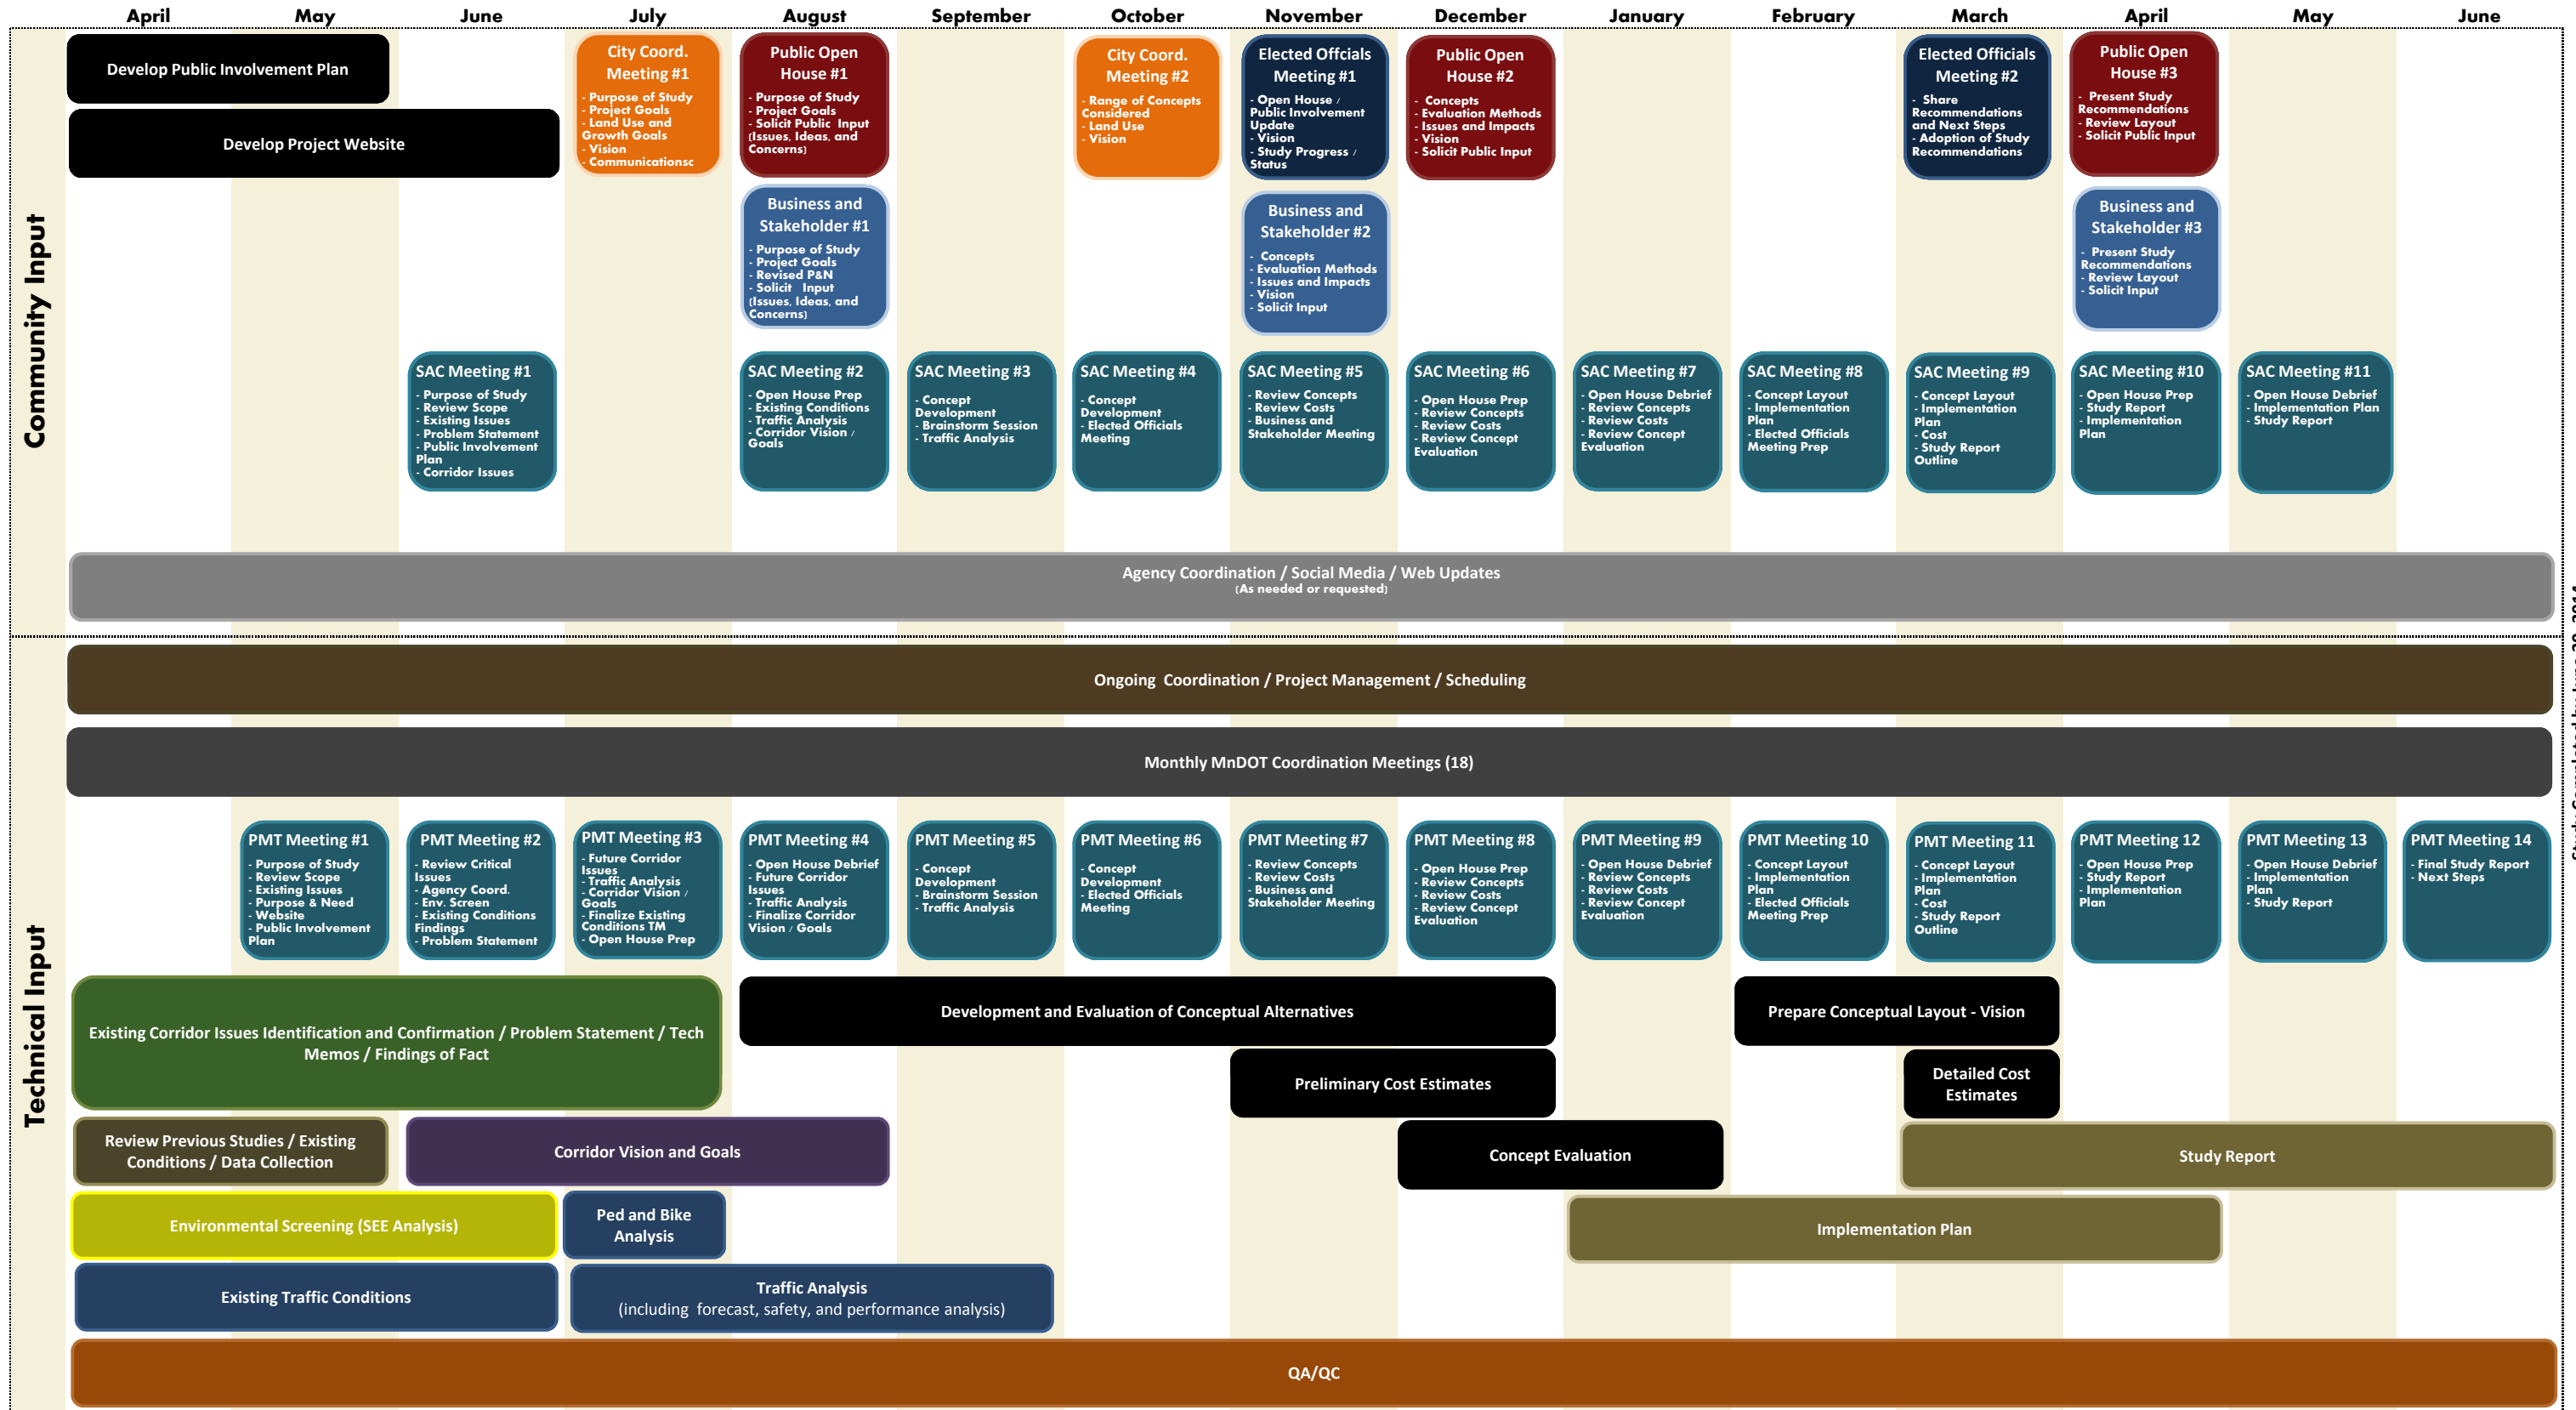 April May June July August September October November December January February March April May June
Community Input
Develop Public Involvement Plan
Develop Project Website
City Coord.
Meeting #1
- Purpose of Study
- Project Goals
- Land Use and
Growth Goals
- Vision
- Communicationsc
Public Open
House #1
- Purpose of Study
- Project Goals
- Solicit Public Input
(Issues, Ideas, and
Concerns)
City Coord.
Meeting #2
- Range of Concepts
Considered
- Land Use
- Vision
Elected Offcials
Meeting #1
- Open House /
Public Involvement
Update
- Vision
- Study Progress /
Status
Public Open
House #2
- Concepts
- Evaluation Methods
- Issues and Impacts
- Vision
- Solicit Public Input
Elected Officials
Meeting #2
- Share
Recommendations
and Next Steps
- Adoption of Study
Recommendations
Public Open
House #3
- Present Study
Recommendations
- Review Layout
- Solicit Public Input
Business and
Stakeholder #1
- Purpose of Study
- Project Goals
- Revised P&N
- Solicit Input
(Issues, Ideas, and
Concerns)
Business and
Stakeholder #2
- Concepts
- Evaluation Methods
- Issues and Impacts
- Vision
- Solicit Input
Business and
Stakeholder #3
- Present Study
Recommendations
- Review Layout
- Solicit Input
SAC Meeting #1
- Purpose of Study
- Review Scope
- Existing Issues
- Problem Statement
- Public Involvement
Plan
- Corridor Issues
SAC Meeting #2
- Open House Prep
- Existing Conditions
- Traffic Analysis
- Corridor Vision /
Goals
SAC Meeting #3
- Concept
Development
- Brainstorm Session
- Traffic Analysis
SAC Meeting #4
- Concept
Development
- Elected Officials
Meeting
SAC Meeting #5
- Review Concepts
- Review Costs
- Business and
Stakeholder Meeting
SAC Meeting #6
- Open House Prep
- Review Concepts
- Review Costs
- Review Concept
Evaluation
SAC Meeting #7
- Open House Debrief
- Review Concepts
- Review Costs
- Review Concept
Evaluation
SAC Meeting #8
- Concept Layout
- Implementation
Plan
- Elected Officials
Meeting Prep
SAC Meeting #9
- Concept Layout
- Implementation
Plan
- Cost
- Study Report
Outline
SAC Meeting #10
- Open House Prep
- Study Report
- Implementation
Plan
SAC Meeting #11
- Open House Debrief
- Implementation Plan
- Study Report
Agency Coordination / Social Media / Web Updates
(As needed or requested)
Technical Input
Ongoing Coordination / Project Management / Scheduling
Monthly MnDOT Coordination Meetings (18)
PMT Meeting #1
- Purpose of Study
- Review Scope
- Existing Issues
- Purpose & Need
- Website
- Public Involvement
Plan
PMT Meeting #2
- Review Critical
Issues
- Agency Coord.
- Env. Screen
- Existing Conditions
Findings
- Problem Statement
PMT Meeting #3
- Future Corridor
Issues
- Traffic Analysis
- Corridor Vision /
Goals
- Finalize Existing
Conditions TM
- Open House Prep
PMT Meeting #4
- Open House Debrief
- Future Corridor
Issues
- Traffic Analysis
- Finalize Corridor
Vision / Goals
PMT Meeting #5
- Concept
Development
- Brainstorm Session
- Traffic Analysis
PMT Meeting #6
- Concept
Development
- Elected Officials
Meeting
PMT Meeting #7
- Review Concepts
- Review Costs
- Business and
Stakeholder Meeting
PMT Meeting #8
- Open House Prep
- Review Concepts
- Review Costs
- Review Concept
Evaluation
PMT Meeting #9
- Open House Debrief
- Review Concepts
- Review Costs
- Review Concept
Evaluation
PMT Meeting 10
- Concept Layout
- Implementation
Plan
- Elected Officials
Meeting Prep
PMT Meeting 11
- Concept Layout
- Implementation
Plan
- Cost
- Study Report
Outline
PMT Meeting 12
- Open House Prep
- Study Report
- Implementation
Plan
PMT Meeting 13
- Open House Debrief
- Implementation
Plan
- Study Report
PMT Meeting 14
- Final Study Report
- Next Steps
Existing Corridor Issues Identification and Confirmation / Problem Statement / Tech
Memos / Findings of Fact
Development and Evaluation of Conceptual Alternatives
Prepare Conceptual Layout - Vision
Preliminary Cost Estimates
Detailed Cost
Estimates
Review Previous Studies / Existing
Conditions / Data Collection
Corridor Vision and Goals
Concept Evaluation
Study Report
Environmental Screening (SEE Analysis)
Ped and Bike
Analysis
Implementation Plan
Existing Traffic Conditions
Traffic Analysis
(including forecast, safety, and performance analysis)
QA/QC